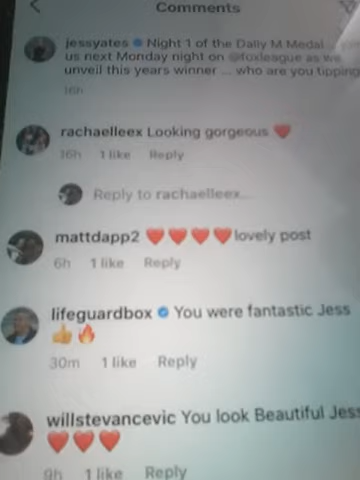 Comments
jessyates Night 1 of the Dally M Medal ...
us next Monday night on @foxleague as we
unveil this years winner ... who are you tipping
16h
rachaelleex Looking gorgeous ❤️
16h 1 like Reply
Reply to rachaelleex...
mattdapp2 ❤️❤️❤️❤️lovely post
6h 1 like Reply
lifeguardbox You were fantastic Jess
👍🔥
30m 1 like Reply
willstevancevic You look Beautiful Jess
❤️❤️❤️
9h 1 like Reply